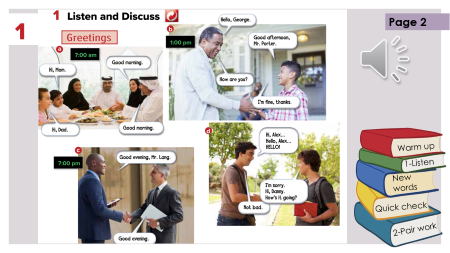 1
1 Listen and Discuss
Page 2
Greetings
a
7:00 am
Hi, Mom.
Good morning.
Hi, Dad.
Good morning.
b
1:00 pm
Hello, George.
Good afternoon,
Mr. Porter.
How are you?
I'm fine, thanks.
c
7:00 pm
Good evening, Mr. Lang.
Good evening.
d
Hi, Alex...
Hello, Alex...
HELLO!
I'm sorry.
Hi, Danny.
How's it going?
Not bad.
Warm up
1-Listen
New
words
Quick check
2-Pair work